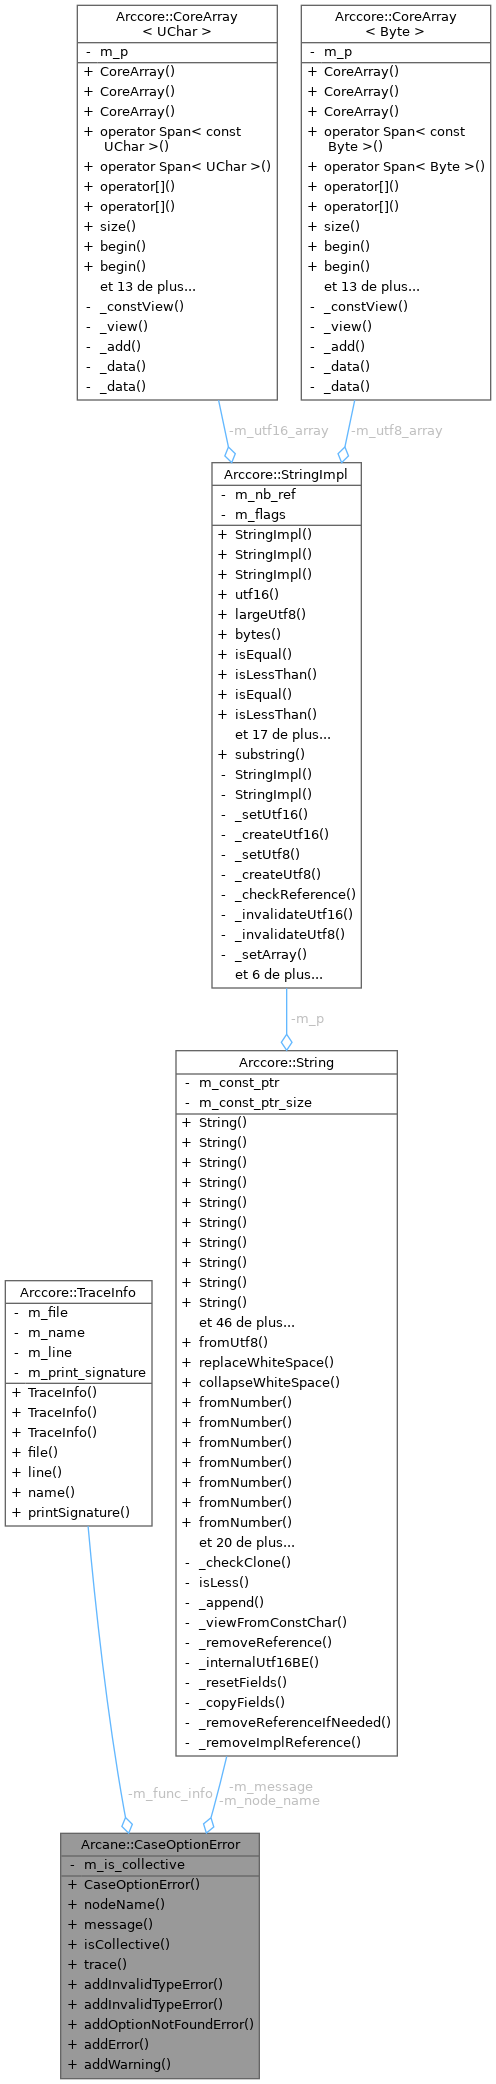 Arccore::CoreArray
< UChar >
- m_p
+ CoreArray()
+ CoreArray()
+ CoreArray()
+ operator Span< const
UChar >()
+ operator Span< UChar >()
+ operator[]()
+ operator[]()
+ size()
+ begin()
+ begin()
et 13 de plus...
- _constView()
- _view()
- _add()
- _data()
- _data()
Arccore::CoreArray
< Byte >
- m_p
+ CoreArray()
+ CoreArray()
+ CoreArray()
+ operator Span< const
Byte >()
+ operator Span< Byte >()
+ operator[]()
+ operator[]()
+ size()
+ begin()
+ begin()
et 13 de plus...
- _constView()
- _view()
- _add()
- _data()
- _data()
-m_utf16_array
-m_utf8_array
Arccore::StringImpl
- m_nb_ref
- m_flags
+ StringImpl()
+ StringImpl()
+ StringImpl()
+ utf16()
+ largeUtf8()
+ bytes()
+ isEqual()
+ isLessThan()
+ isEqual()
+ isLessThan()
et 17 de plus...
+ substring()
- StringImpl()
- StringImpl()
- _setUtf16()
- _createUtf16()
- _setUtf8()
- _createUtf8()
- _checkReference()
- _invalidateUtf16()
- _invalidateUtf8()
- _setArray()
et 6 de plus...
-m_p
Arccore::String
- m_const_ptr
- m_const_ptr_size
+ String()
+ String()
+ String()
+ String()
+ String()
+ String()
+ String()
+ String()
+ String()
+ String()
et 46 de plus...
+ fromUtf8()
+ replaceWhiteSpace()
+ collapseWhiteSpace()
+ fromNumber()
+ fromNumber()
+ fromNumber()
+ fromNumber()
+ fromNumber()
+ fromNumber()
+ fromNumber()
et 20 de plus...
- _checkClone()
- isLess()
- _append()
- _viewFromConstChar()
- _removeReference()
- _internalUtf16BE()
- _resetFields()
- _copyFields()
- _removeReferenceIfNeeded()
- _removeImplReference()
Arccore::TraceInfo
- m_file
- m_name
- m_line
- m_print_signature
+ TraceInfo()
+ TraceInfo()
+ TraceInfo()
+ file()
+ line()
+ name()
+ printSignature()
-m_func_info
-m_message
-m_node_name
Arcane::CaseOptionError
- m_is_collective
+ CaseOptionError()
+ nodeName()
+ message()
+ isCollective()
+ trace()
+ addInvalidTypeError()
+ addInvalidTypeError()
+ addOptionNotFoundError()
+ addError()
+ addWarning()